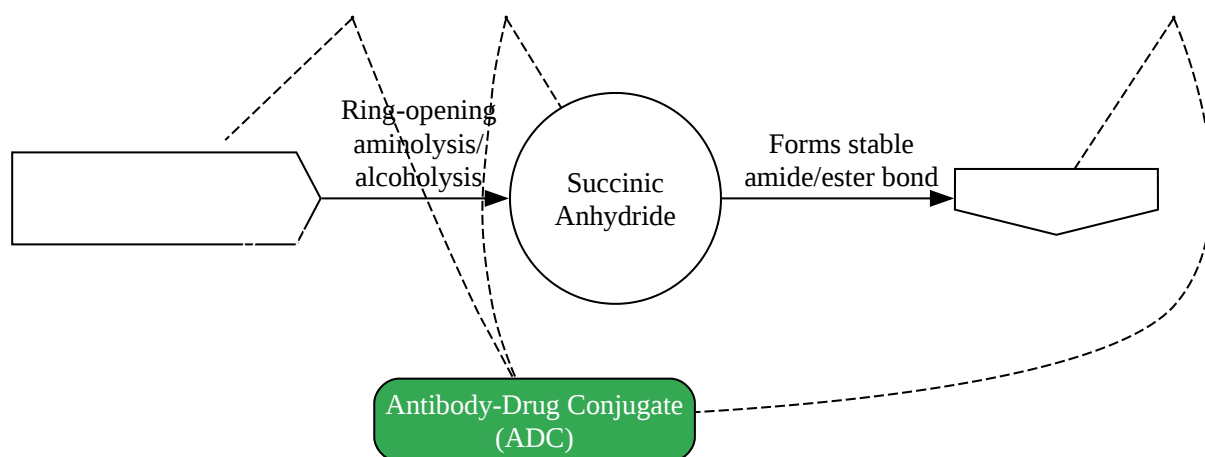 Ring-opening
aminolysis/
alcoholysis
Succinic
Anhydride
Forms stable
amide/ester bond
Antibody-Drug Conjugate
(ADC)